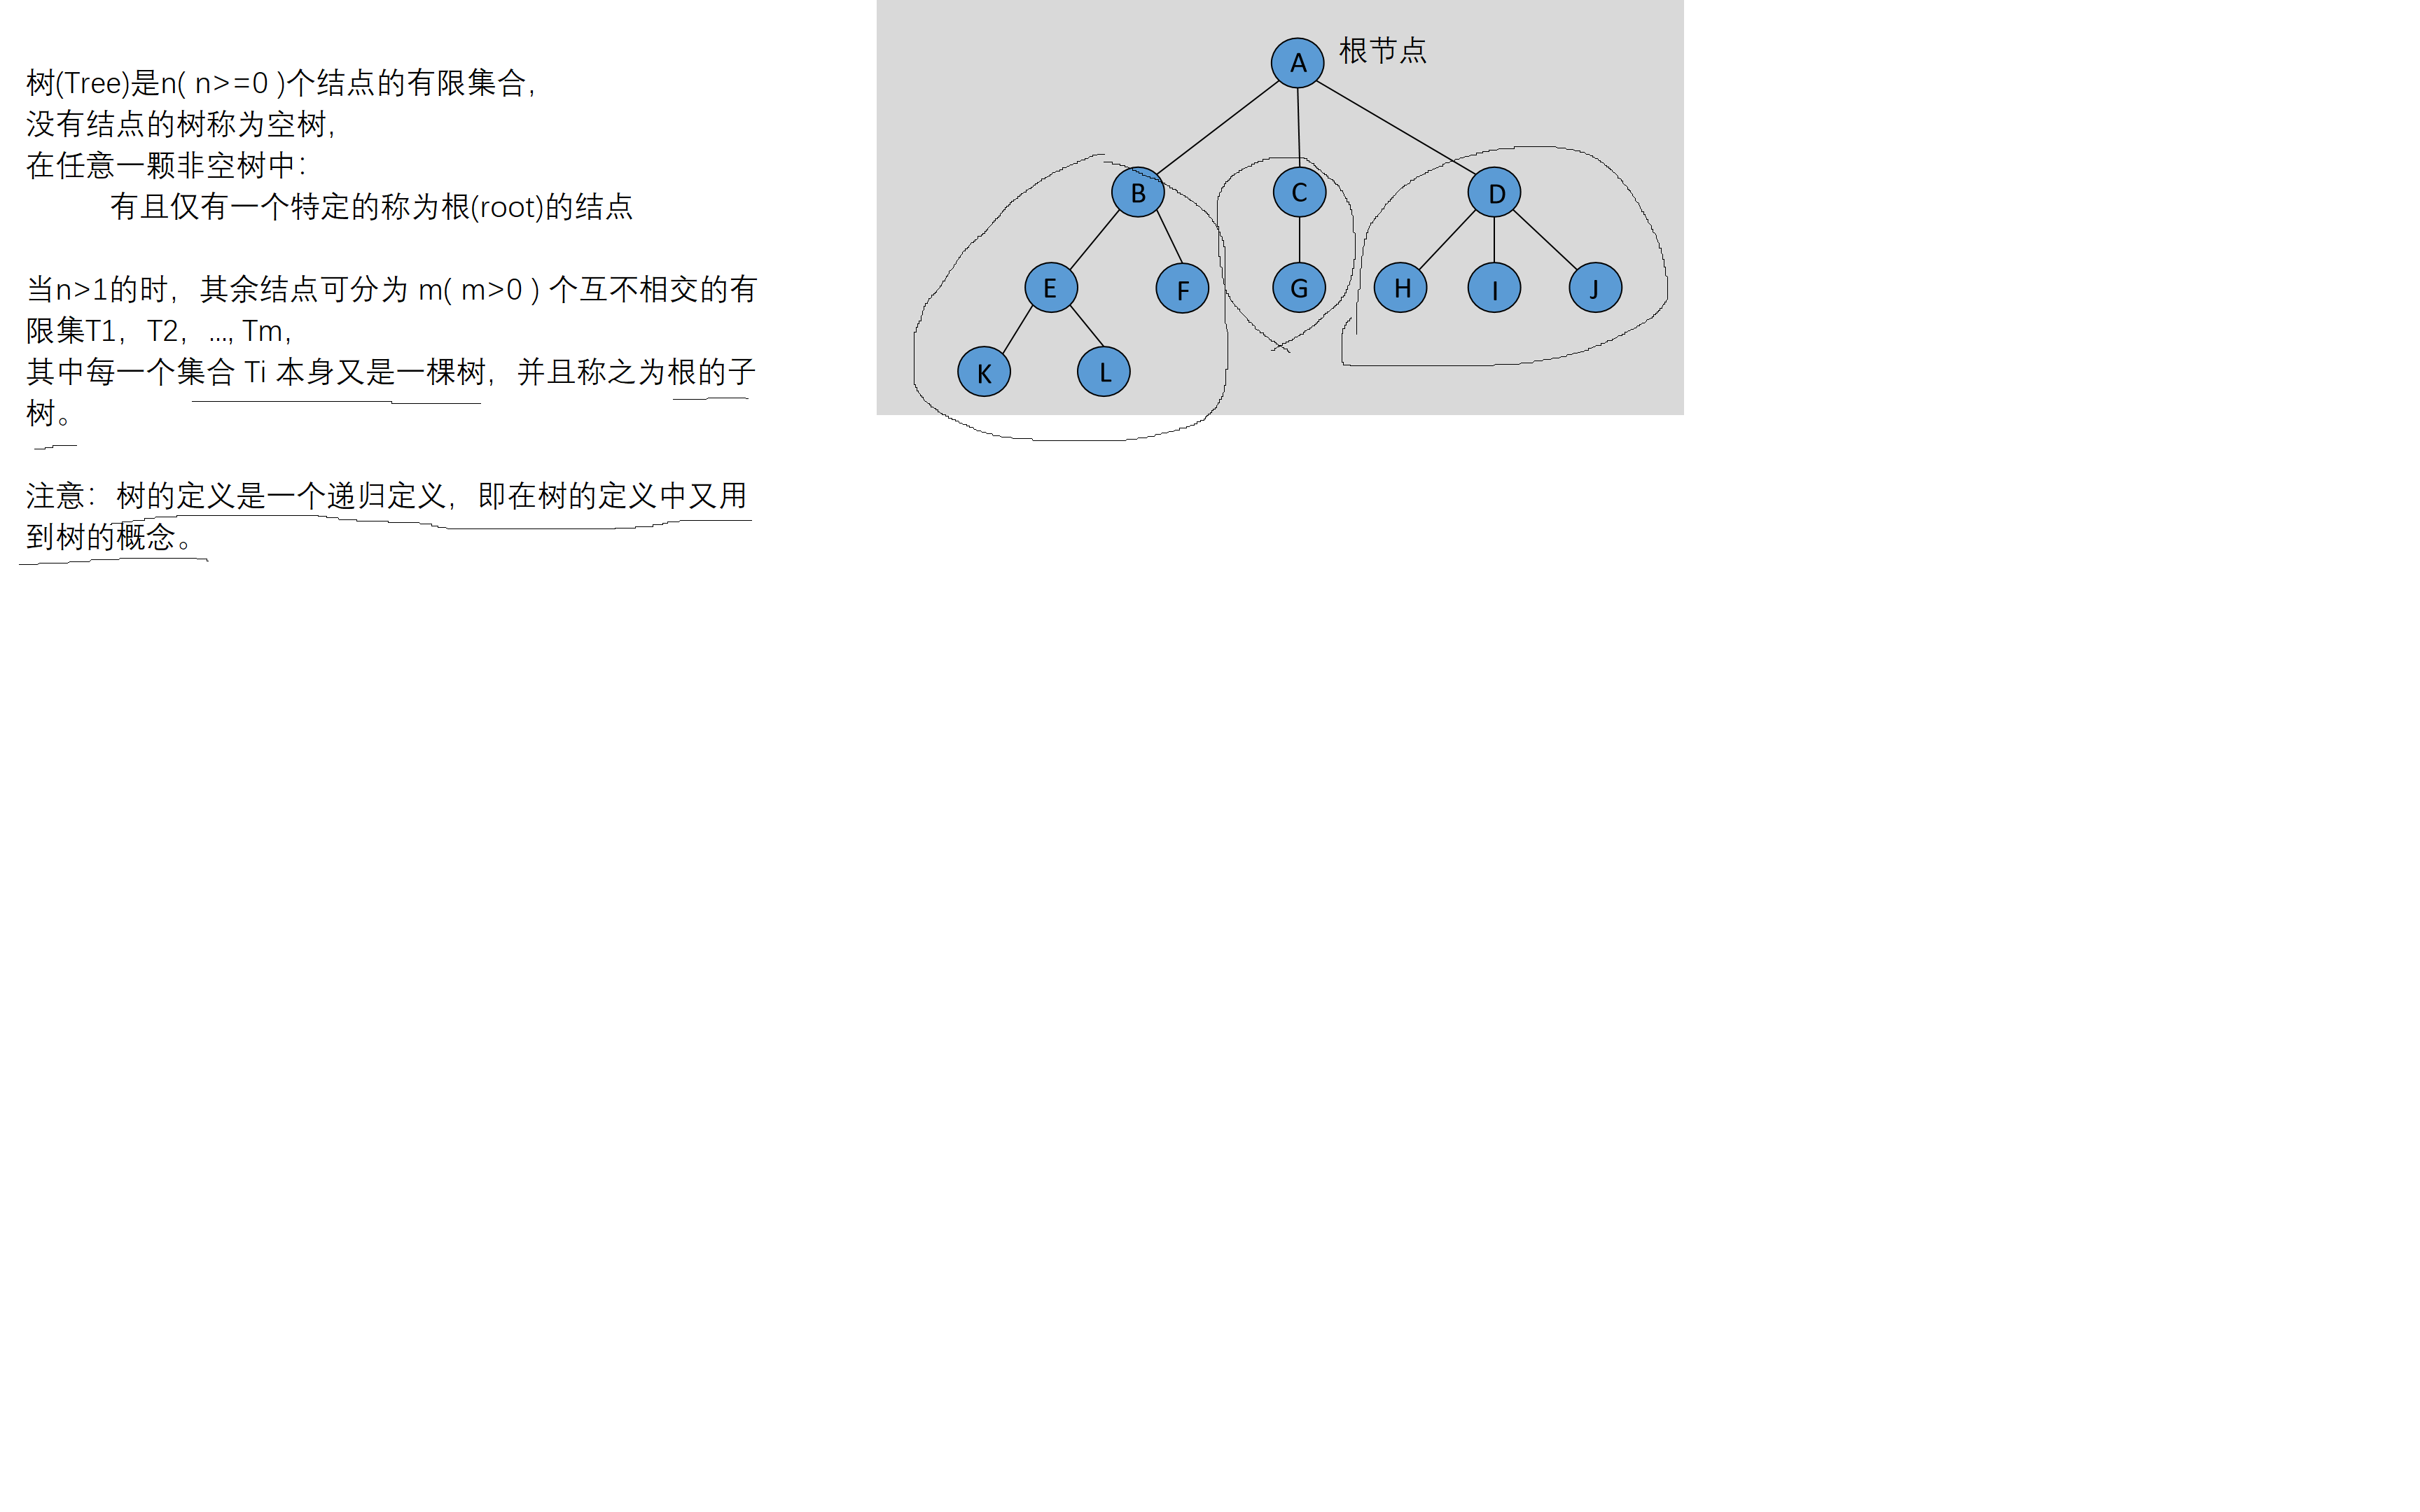 树(Tree)是n( n>=0 )个结点的有限集合,
没有结点的树称为空树,
在任意一颗非空树中:
有且仅有一个特定的称为根(root)的结点
当n>1的时,其余结点可分为 m( m>0 ) 个互不相交的有
限集T1,T2,..., Tm,
其中每一个集合 Ti 本身又是一棵树,并且称之为根的子
树。
注意:树的定义是一个递归定义,即在树的定义中又用
到树的概念。
A 根节点
B C D
E F G H I J
K L